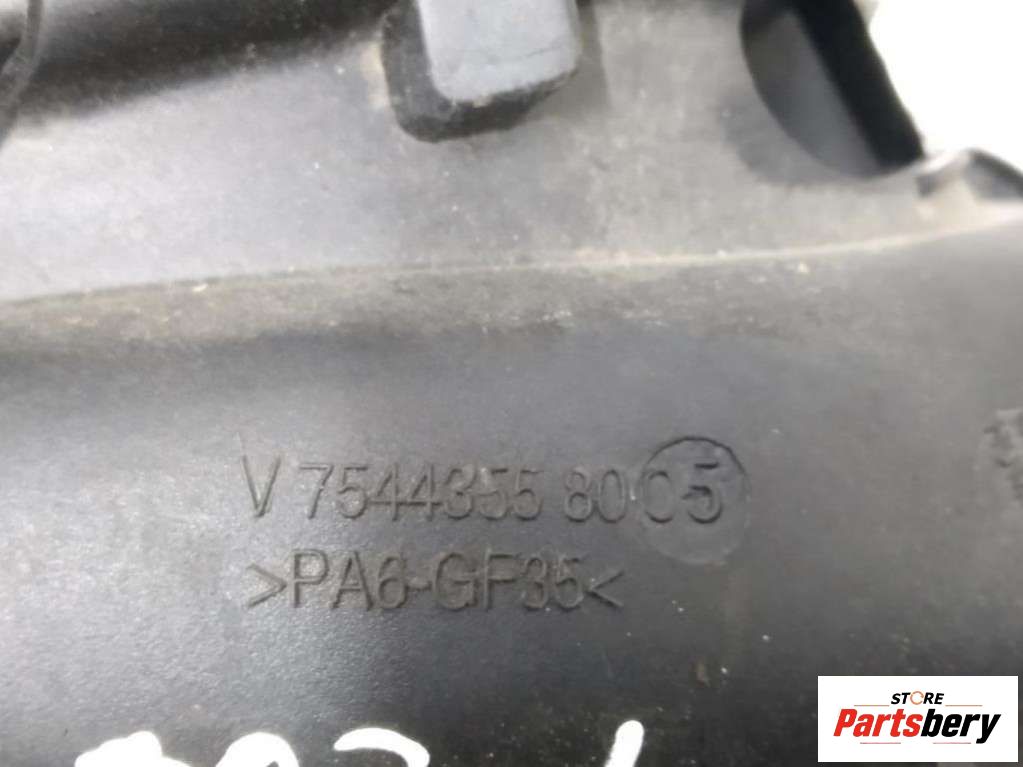 V 7544355 80 05
>PA6-GF35<
STORE
Partsbery